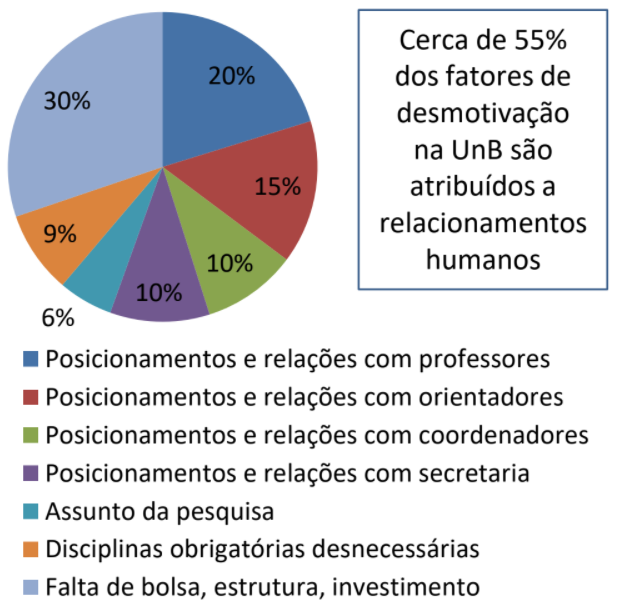 20%
15%
10%
10%
6%
9%
30%
Cerca de 55%
dos fatores de
desmotivação
na UnB são
atribuídos a
relacionamentos
humanos
Posicionamentos e relações com professores
Posicionamentos e relações com orientadores
Posicionamentos e relações com coordenadores
Posicionamentos e relações com secretaria
Assunto da pesquisa
Disciplinas obrigatórias desnecessárias
Falta de bolsa, estrutura, investimento